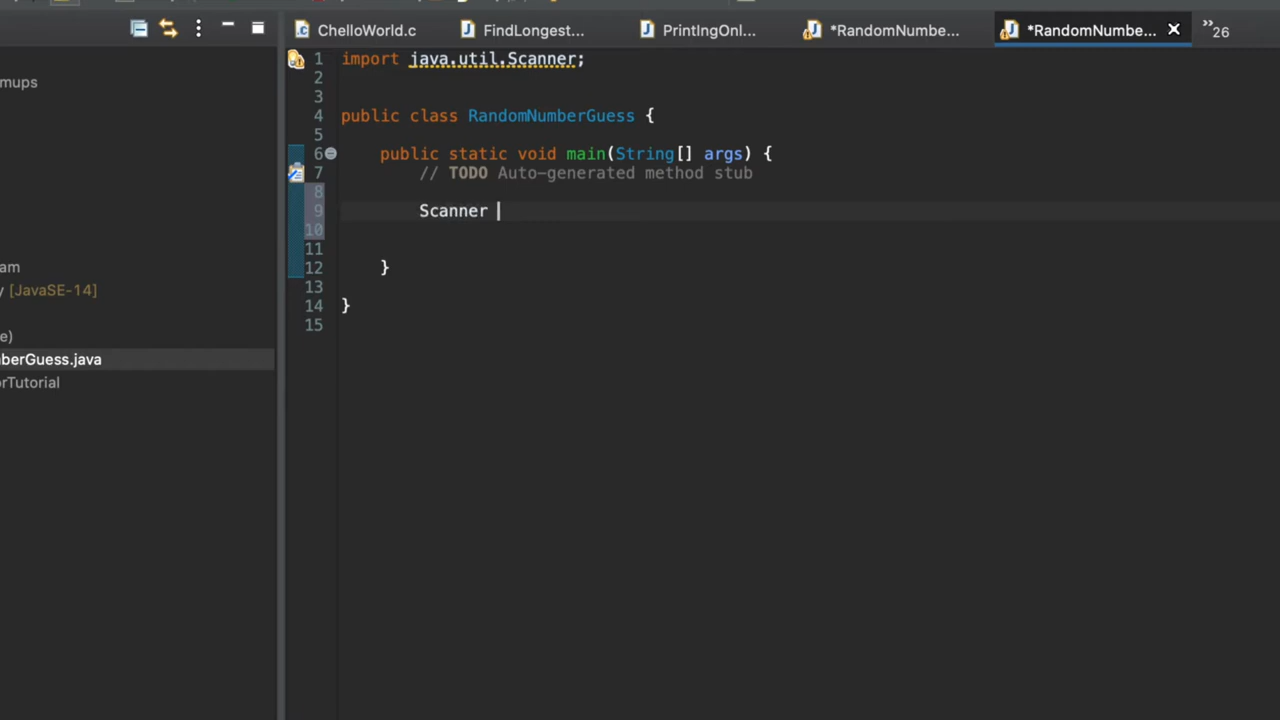 ChelloWorld.c
FindLongest...
PrintIngOnl...
*RandomNumbe...
*RandomNumbe...
26
mups
am
y [JavaSE-14]
e)
berGuess.java
orTutorial
1 import java.util.Scanner;
2
3
4 public class RandomNumberGuess {
5
6 public static void main(String[] args) {
7 // TODO Auto-generated method stub
8
9 Scanner
10
11
12 }
13
14 }
15